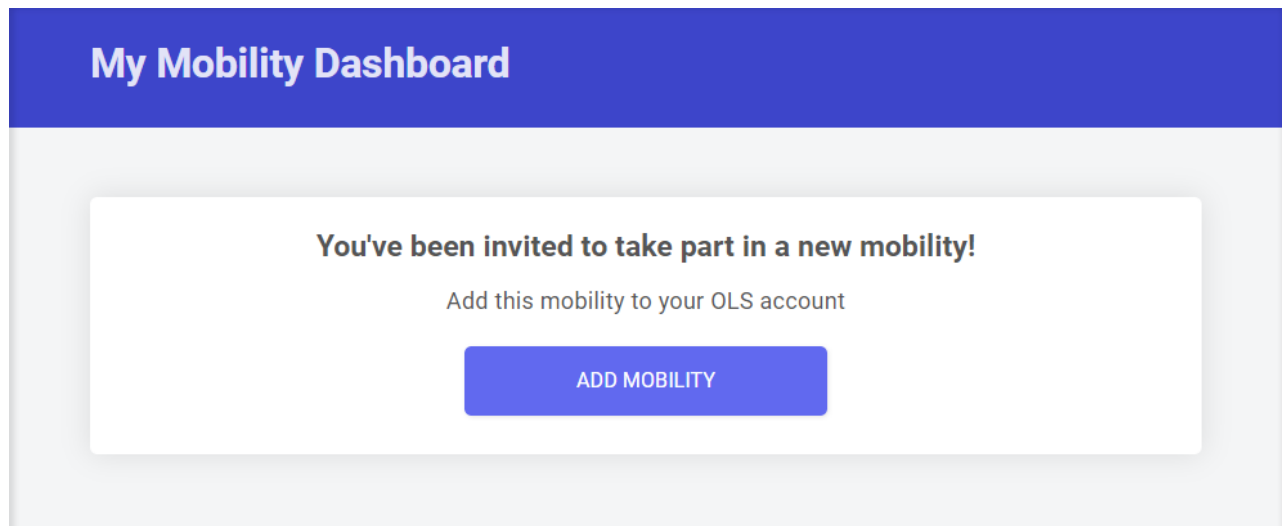 My Mobility Dashboard
You've been invited to take part in a new mobility!
Add this mobility to your OLS account
ADD MOBILITY